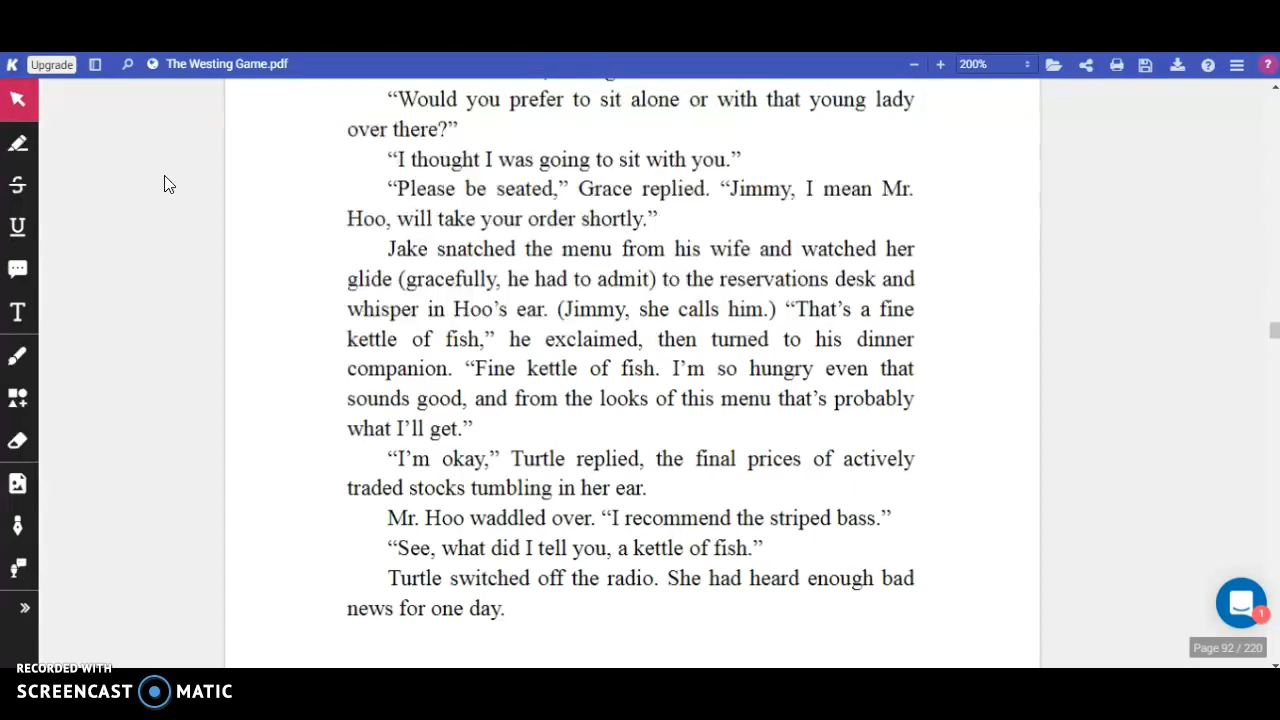 Upgrade
The Westing Game.pdf
200%
“Would you prefer to sit alone or with that young lady
over there?”
“I thought I was going to sit with you.”
“Please be seated,” Grace replied. “Jimmy, I mean Mr.
Hoo, will take your order shortly.”
Jake snatched the menu from his wife and watched her
glide (gracefully, he had to admit) to the reservations desk and
whisper in Hoo’s ear. (Jimmy, she calls him.) “That’s a fine
kettle of fish,” he exclaimed, then turned to his dinner
companion. “Fine kettle of fish. I’m so hungry even that
sounds good, and from the looks of this menu that’s probably
what I’ll get.”
“I’m okay,” Turtle replied, the final prices of actively
traded stocks tumbling in her ear.
Mr. Hoo waddled over. “I recommend the striped bass.”
“See, what did I tell you, a kettle of fish.”
Turtle switched off the radio. She had heard enough bad
news for one day.
1
Page 92 / 220
RECORDED WITH
SCREENCAST MATIC